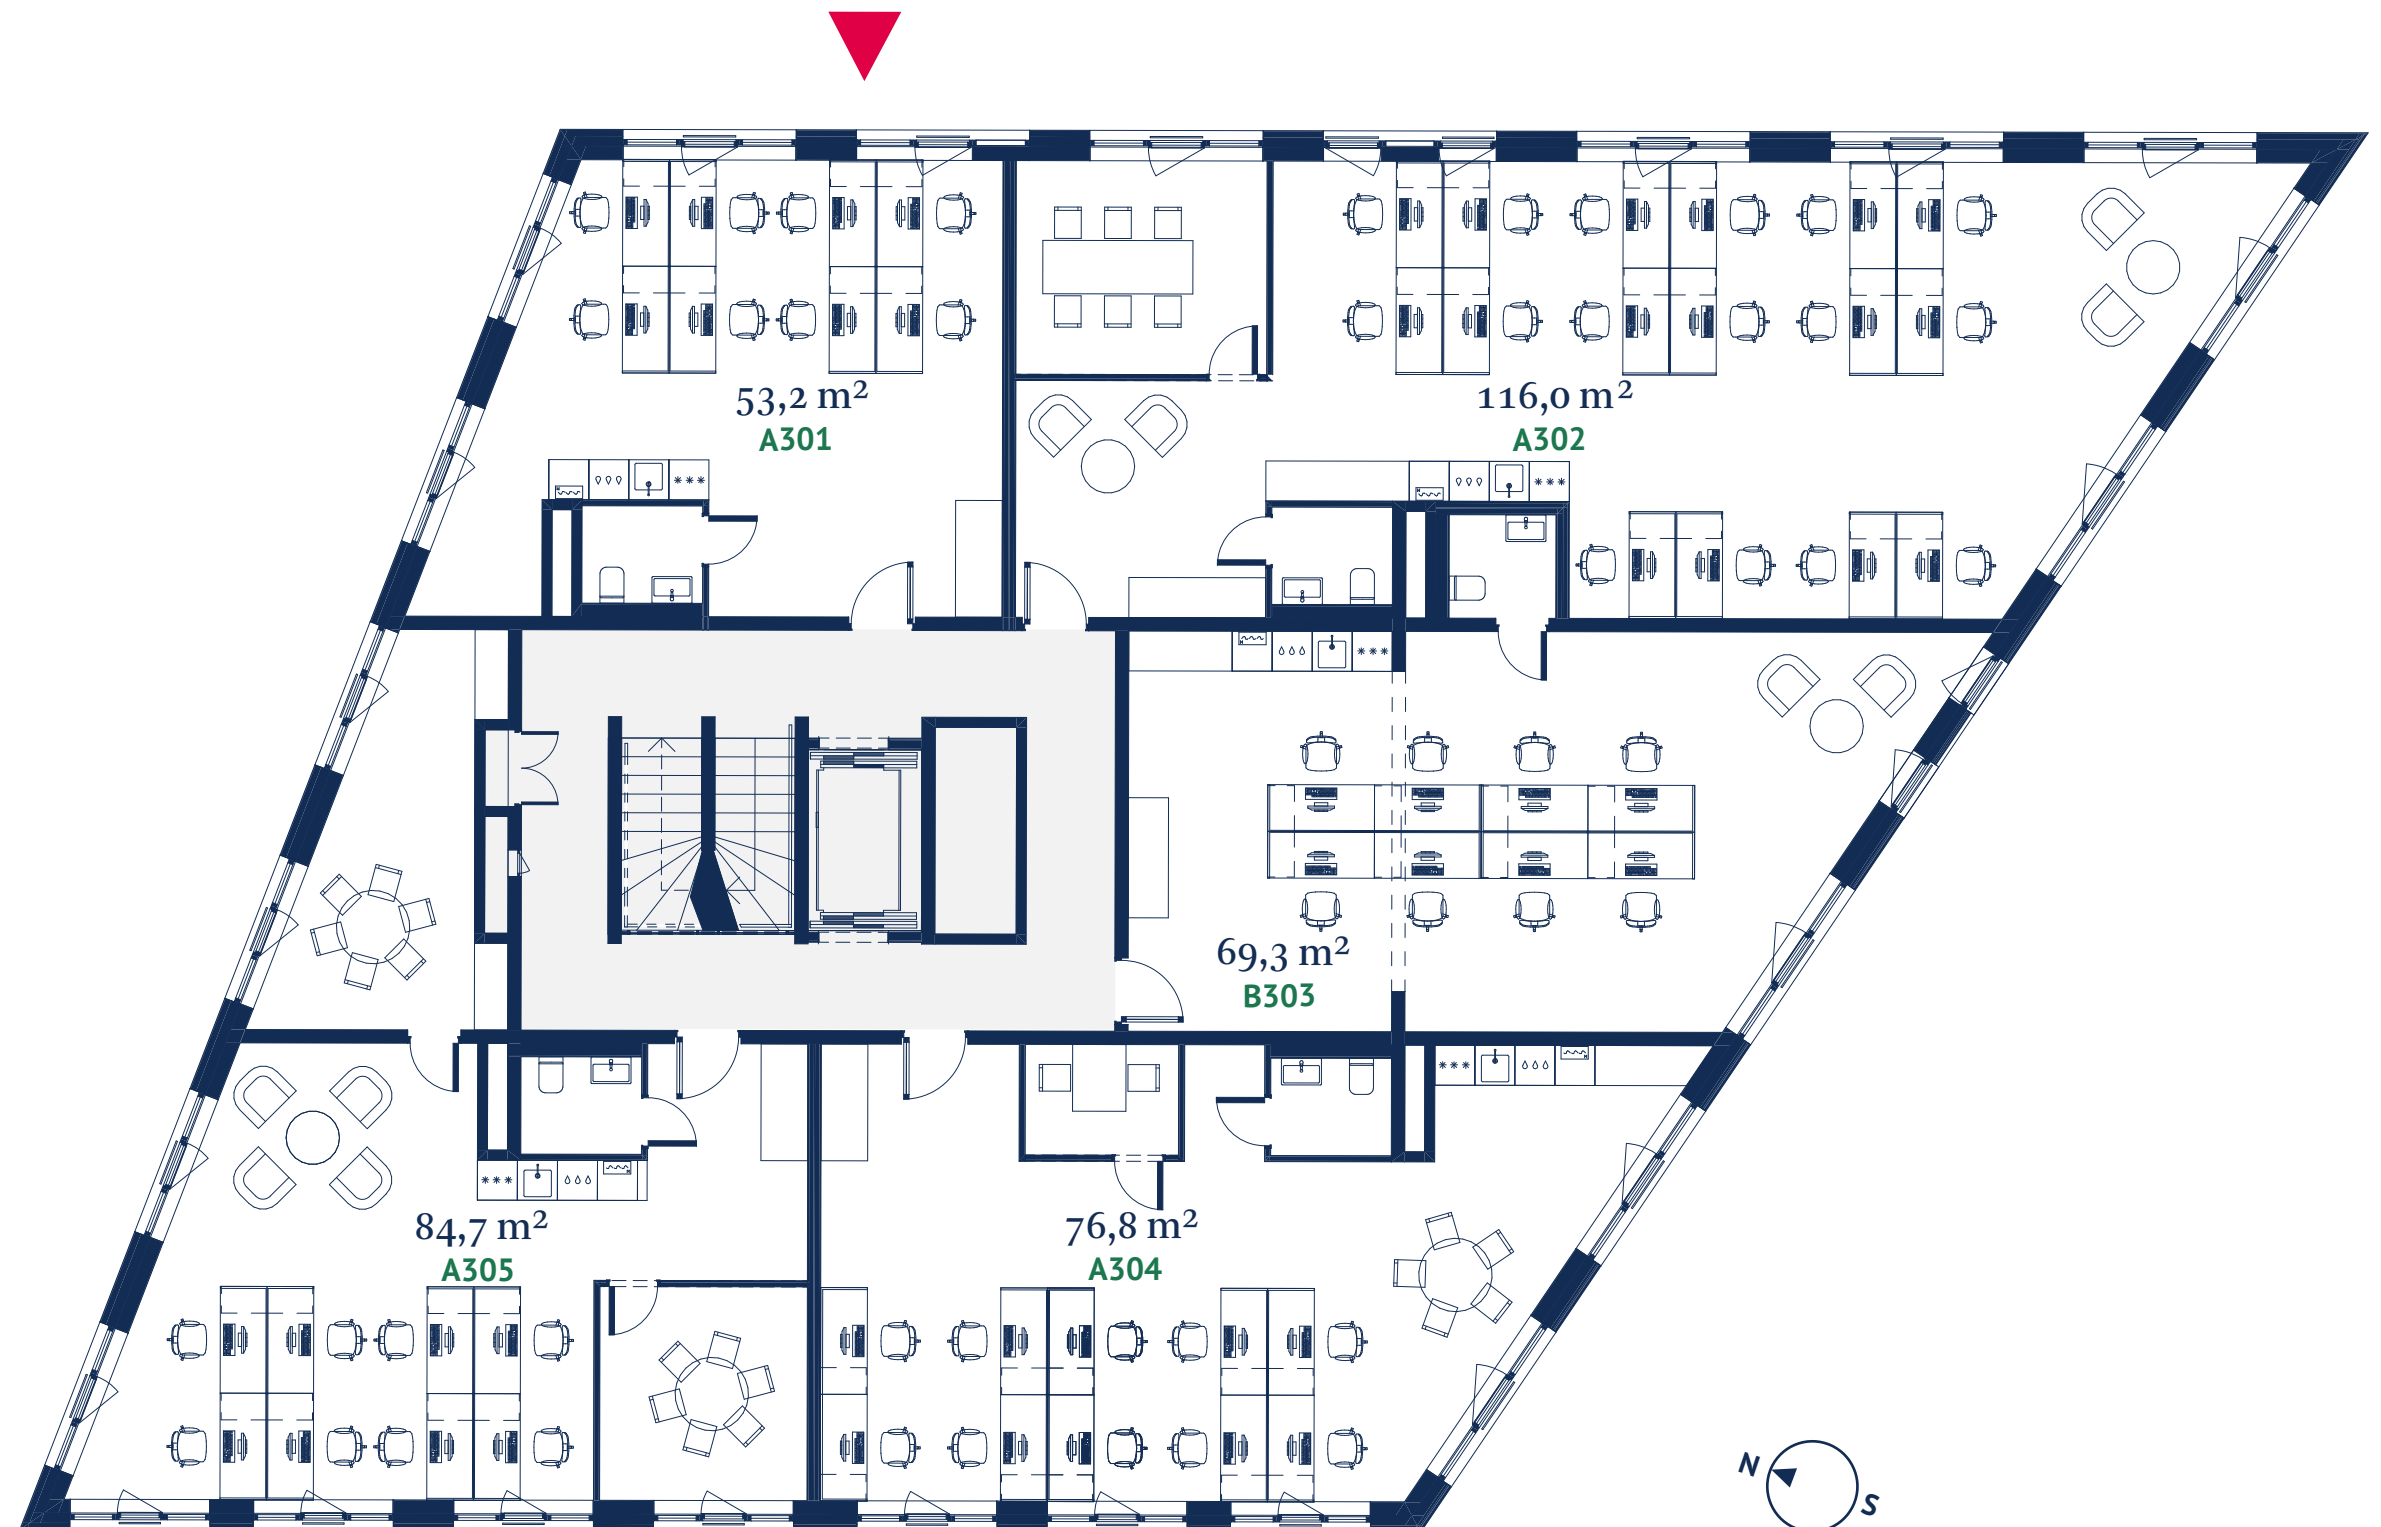 53,2 m²
A301
116,0 m²
A302
69,3 m²
B303
84,7 m²
A305
76,8 m²
A304
N
S